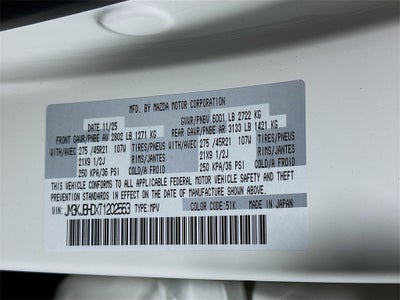 MFD. BY MAZDA MOTOR CORPORATION
DATE 11/25 GVWR/PNBV 6001 LB 2722 KG
FRONT GAWR/PNBE AV 2802 LB 1271 KG REAR GAWR/PNBE AR 3133 LB 1421 KG
WITH/AVEC 275 /45R21 107W TIRES/PNEUS WITH/AVEC 275 /45R21 107W TIRES/PNEUS
21X9 1/2J RIMS/JANTES 21X9 1/2J RIMS/JANTES
250 KPA/36 PSI COLD/A FROID 250 KPA/36 PSI COLD/A FROID
THIS VEHICLE CONFORMS TO ALL APPLICABLE FEDERAL MOTOR VEHICLE SAFETY AND THEFT
PREVENTION STANDARDS IN EFFECT ON THE DATE OF MANUFACTURE SHOWN ABOVE.
VIN: JM3KJBHDXT1202553 TYPE:MPV COLOR:51K MADE IN JAPAN